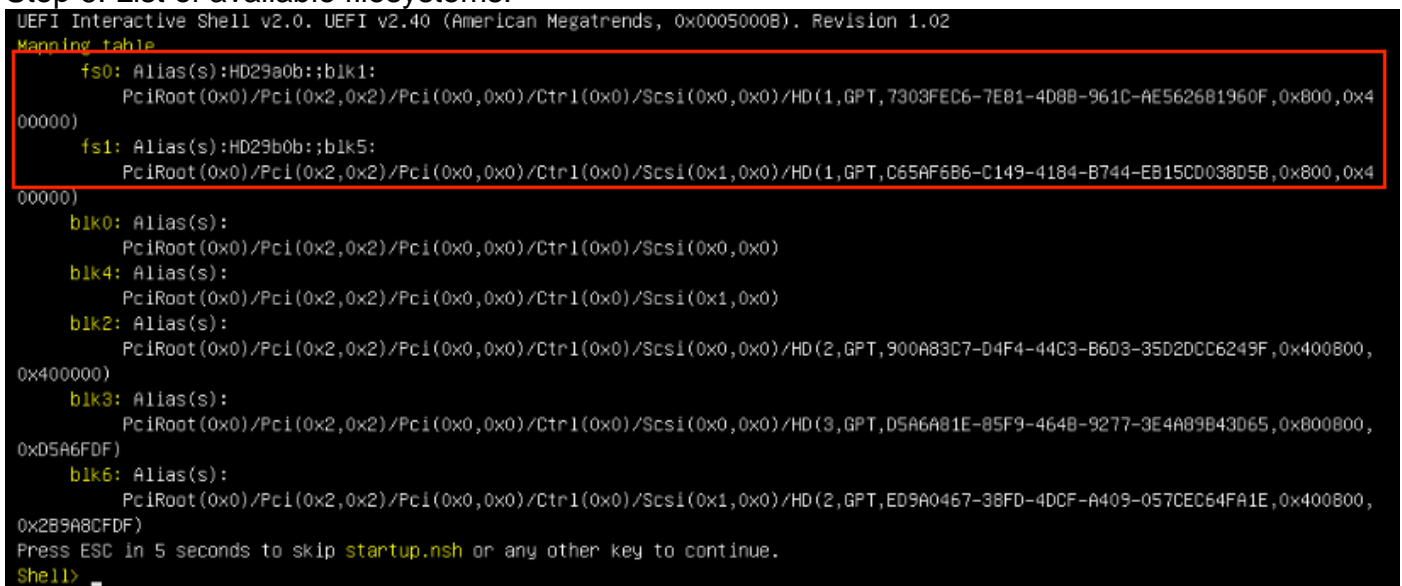 Step 3: List of available filesystems:
UEFI Interactive Shell v2.0. UEFI v2.40 (American Megatrends, 0x0005000B). Revision 1.02
Mapping table
fs0: Alias(s):HD29a0b:;blk1:
PciRoot(0x0)/Pci(0x2,0x2)/Pci(0x0,0x0)/Ctrl(0x0)/Scsi(0x0,0x0)/HD(1,GPT,7303FEC6-7E81-4D8B-961C-AE562681960F,0x800,0x4
00000)
fs1: Alias(s):HD29b0b:;blk5:
PciRoot(0x0)/Pci(0x2,0x2)/Pci(0x0,0x0)/Ctrl(0x0)/Scsi(0x1,0x0)/HD(1,GPT,C65AF6B6-C149-4184-B744-EB15CD038D5B,0x800,0x4
00000)
blk0: Alias(s):
PciRoot(0x0)/Pci(0x2,0x2)/Pci(0x0,0x0)/Ctrl(0x0)/Scsi(0x0,0x0)
blk4: Alias(s):
PciRoot(0x0)/Pci(0x2,0x2)/Pci(0x0,0x0)/Ctrl(0x0)/Scsi(0x1,0x0)
blk2: Alias(s):
PciRoot(0x0)/Pci(0x2,0x2)/Pci(0x0,0x0)/Ctrl(0x0)/Scsi(0x0,0x0)/HD(2,GPT,900A83C7-D4F4-44C3-B6D3-35D2DCC6249F,0x400800,
0x400000)
blk3: Alias(s):
PciRoot(0x0)/Pci(0x2,0x2)/Pci(0x0,0x0)/Ctrl(0x0)/Scsi(0x0,0x0)/HD(3,GPT,D5A6A81E-85F9-464B-9277-3E4A89B43D65,0x800800,
0xD5A6FDF)
blk6: Alias(s):
PciRoot(0x0)/Pci(0x2,0x2)/Pci(0x0,0x0)/Ctrl(0x0)/Scsi(0x1,0x0)/HD(2,GPT,ED9A0467-38FD-4DCF-A409-057CEC64FA1E,0x400800,
0x2B9A8CFDF)
Press ESC in 5 seconds to skip startup.nsh or any other key to continue.
Shell> _